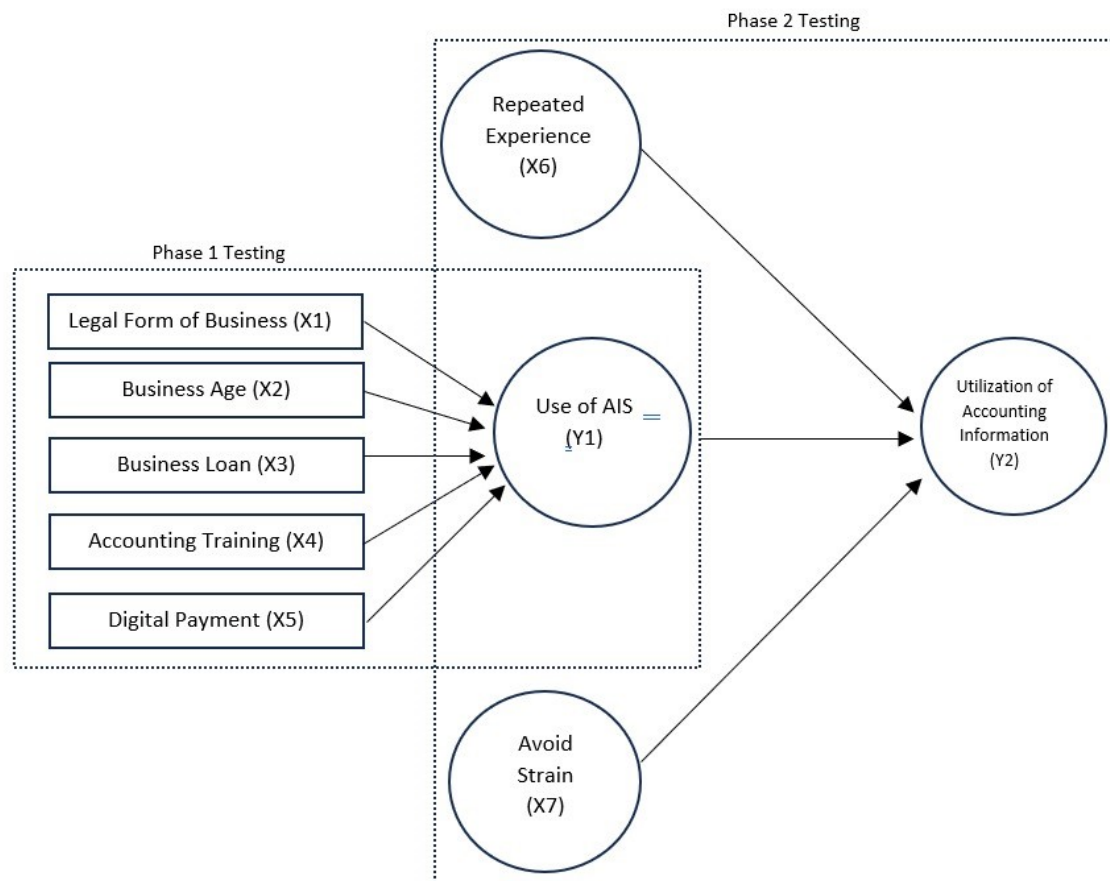 Phase 2 Testing
Repeated
Experience
(X6)
Phase 1 Testing
Legal Form of Business (X1)
Business Age (X2)
Business Loan (X3)
Accounting Training (X4)
Digital Payment (X5)
Use of AIS
(Y1)
Utilization of
Accounting
Information
(Y2)
Avoid
Strain
(X7)